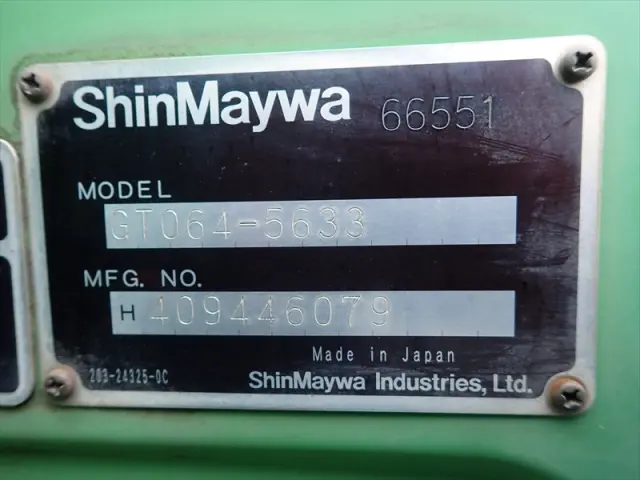 ShinMaywa 66551
MODEL
GT064-5633
MFG. NO.
H 409446079
Made in Japan
203-24325-0C
ShinMaywa Industries, Ltd.